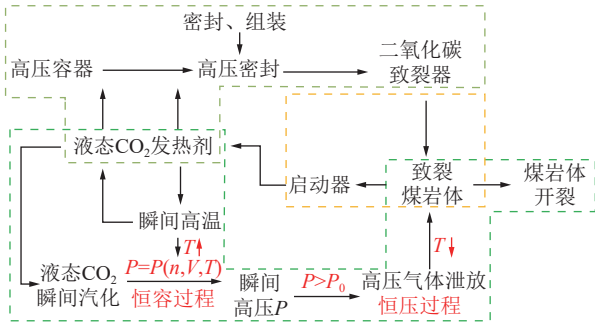 密封、组装
高压容器
高压密封
二氧化碳
致裂器
液态CO₂发热剂
启动器
致裂
煤岩体
煤岩体
开裂
瞬间高温
T
液态CO₂
瞬间汽化
P=P(n,V,T)
恒容过程
瞬间
高压P
P>P₀
T
高压气体泄放
恒压过程